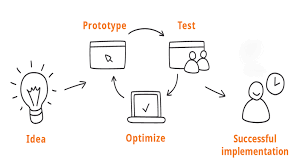 Prototype
Test
Idea
Optimize
Successful
implementation